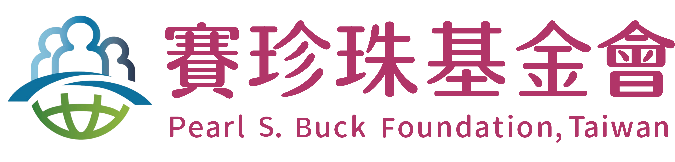 賽珍珠基金會
Pearl S. Buck Foundation, Taiwan